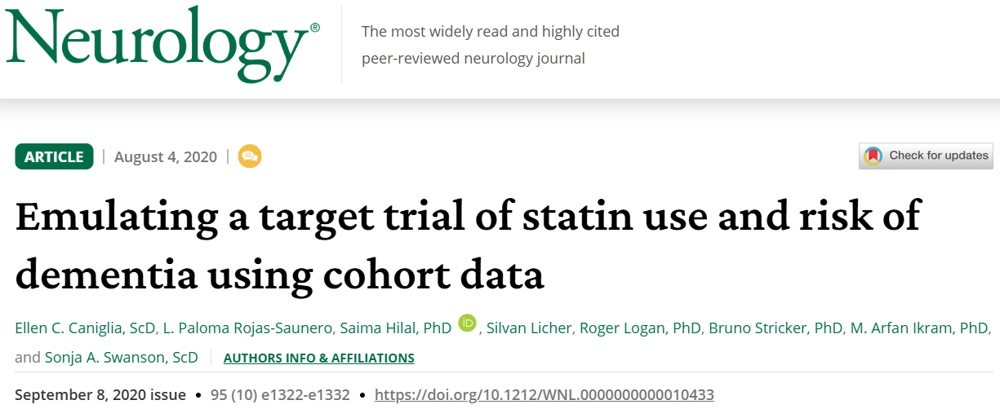 Neurology®
The most widely read and highly cited
peer-reviewed neurology journal
ARTICLE | August 4, 2020 |
Check for updates
Emulating a target trial of statin use and risk of
dementia using cohort data
Ellen C. Caniglia, ScD, L. Paloma Rojas-Saunero, Saima Hilal, PhD iD , Silvan Licher, Roger Logan, PhD, Bruno Stricker, PhD, M. Arfan Ikram, PhD,
and Sonja A. Swanson, ScD | AUTHORS INFO & AFFILIATIONS
September 8, 2020 issue • 95 (10) e1322-e1332 • https://doi.org/10.1212/WNL.0000000000010433